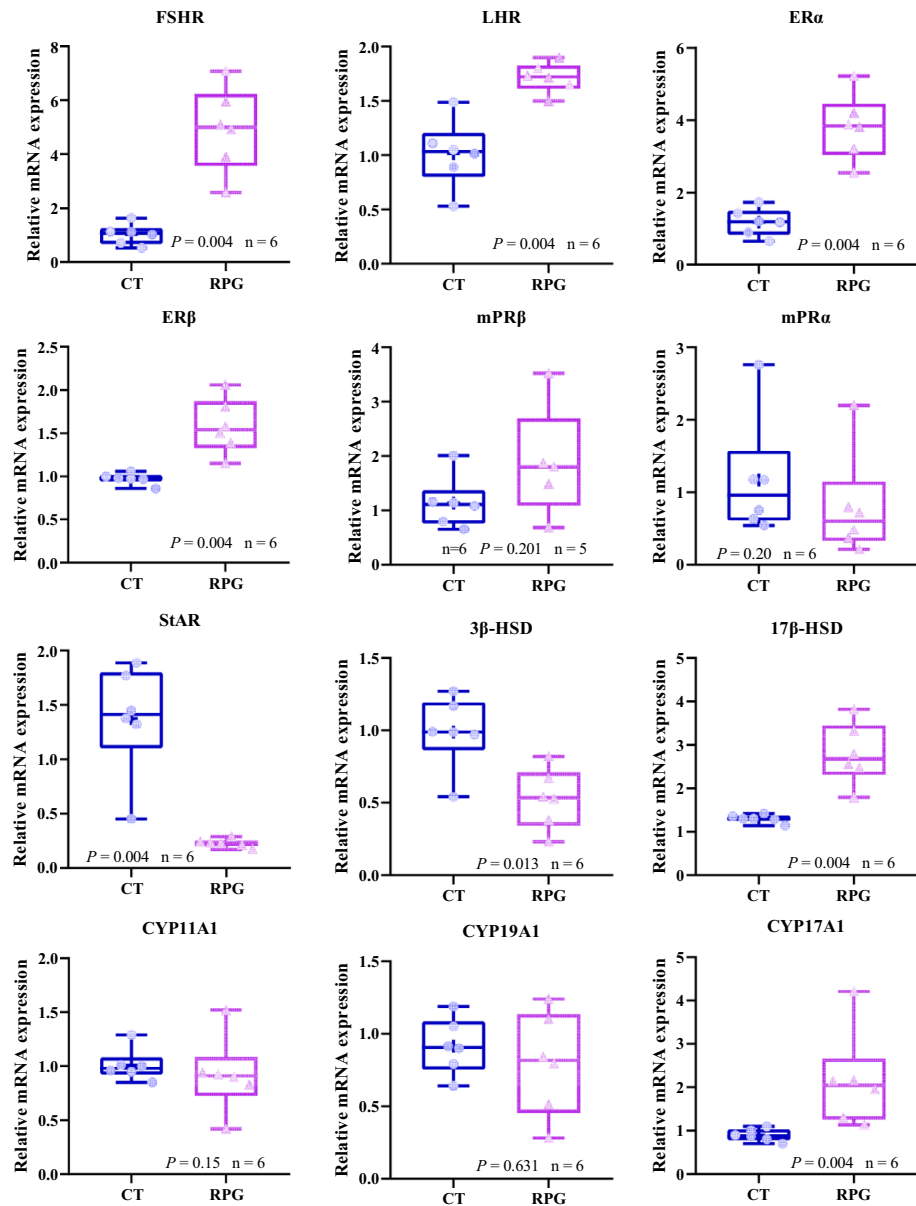 FSHR
Relative mRNA expression
8
6
4
2
0
P = 0.004 n = 6
CT RPG
LHR
Relative mRNA expression
2.0
1.5
1.0
0.5
0.0
P = 0.004 n = 6
CT RPG
ERα
Relative mRNA expression
6
4
2
0
P = 0.004 n = 6
CT RPG
ERβ
Relative mRNA expression
2.5
2.0
1.5
1.0
0.5
0.0
P = 0.004 n = 6
CT RPG
mPRβ
Relative mRNA expression
4
3
2
1
0
n=6 P = 0.201 n = 5
CT RPG
mPRα
Relative mRNA expression
3
2
1
0
P = 0.20 n = 6
CT RPG
StAR
Relative mRNA expression
2.0
1.5
1.0
0.5
0.0
P = 0.004 n = 6
CT RPG
3β-HSD
Relative mRNA expression
1.5
1.0
0.5
0.0
P = 0.013 n = 6
CT RPG
17β-HSD
Relative mRNA expression
5
4
3
2
1
0
P = 0.004 n = 6
CT RPG
CYP11A1
Relative mRNA expression
2.0
1.5
1.0
0.5
0.0
P = 0.15 n = 6
CT RPG
CYP19A1
Relative mRNA expression
1.5
1.0
0.5
0.0
P = 0.631 n = 6
CT RPG
CYP17A1
Relative mRNA expression
5
4
3
2
1
0
P = 0.004 n = 6
CT RPG